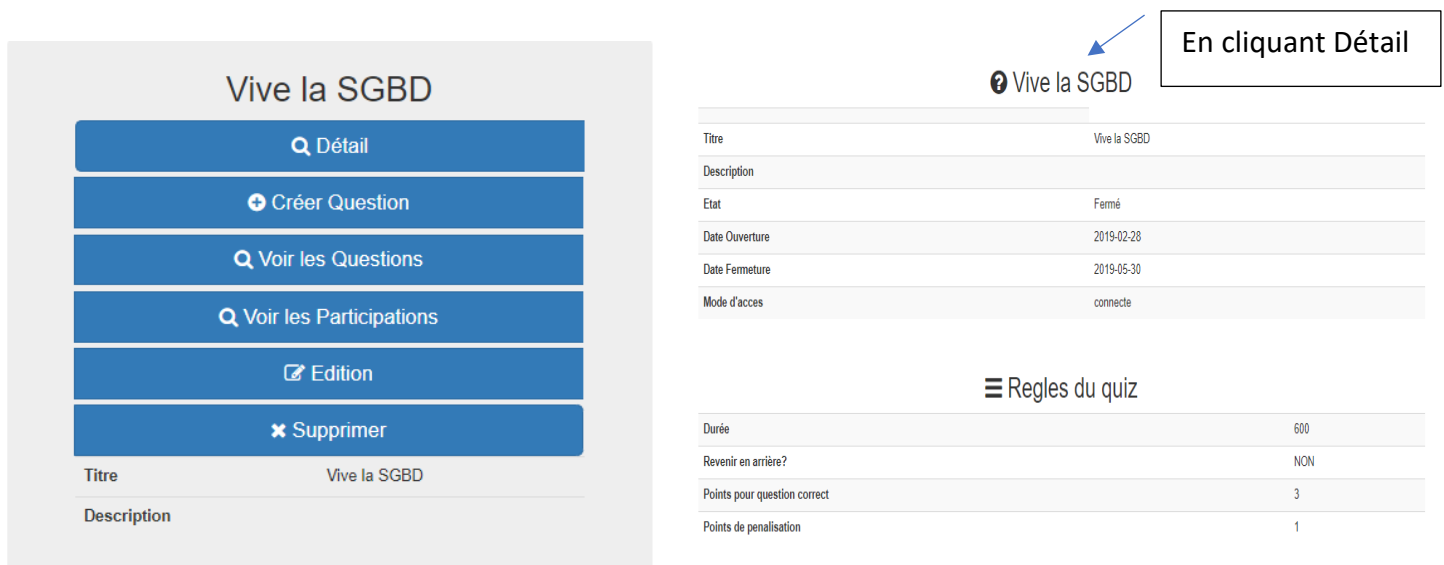 Vive la SGBD
Détail
Créer Question
Voir les Questions
Voir les Participations
Edition
Supprimer
Titre Vive la SGBD
Description
En cliquant Détail
Vive la SGBD
Titre Vive la SGBD
Description
Etat Fermé
Date Ouverture 2019-02-28
Date Fermeture 2019-05-30
Mode d'acces connecte
Regles du quiz
Durée 600
Revenir en arrière? NON
Points pour question correct 3
Points de penalisation 1